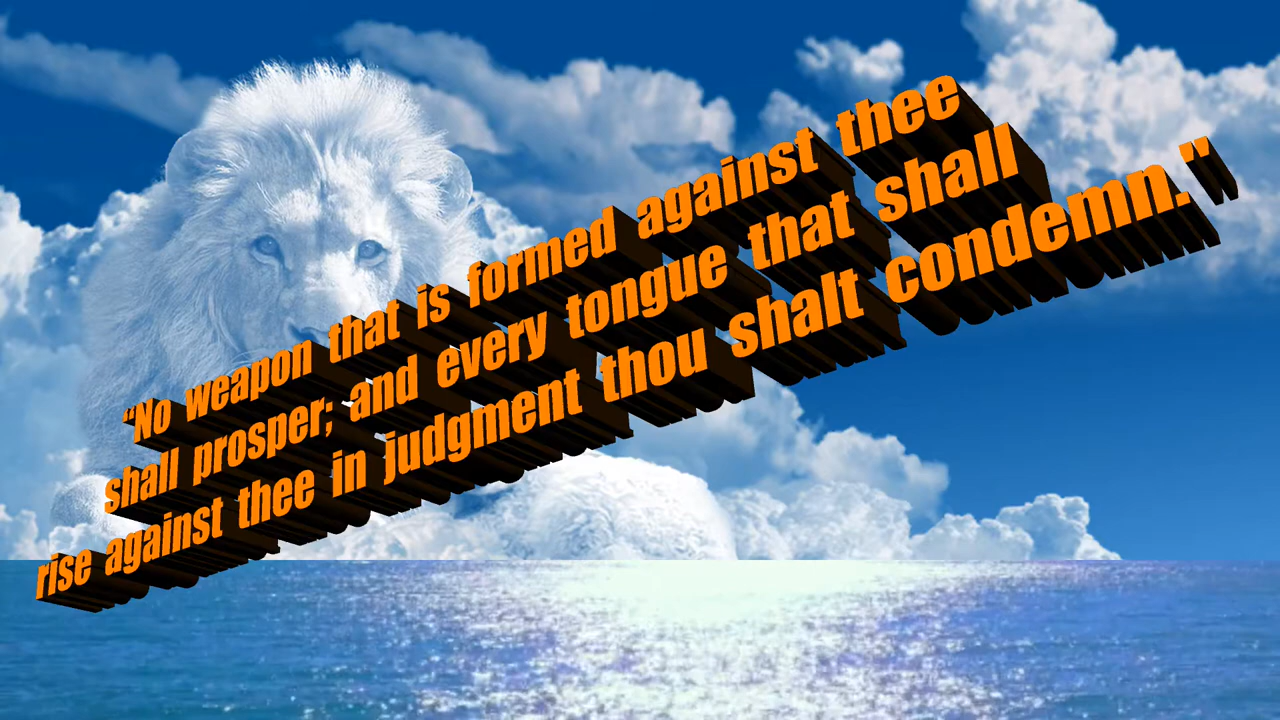 “No weapon that is formed against thee
shall prosper; and every tongue that shall
rise against thee in judgment thou shalt condemn."